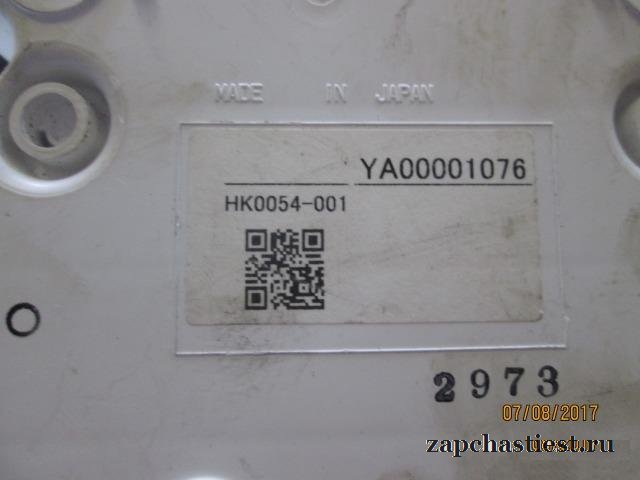 MADE IN JAPAN
YA00001076
HK0054-001
O
2973
07/08/2017
zapchastiest.ru